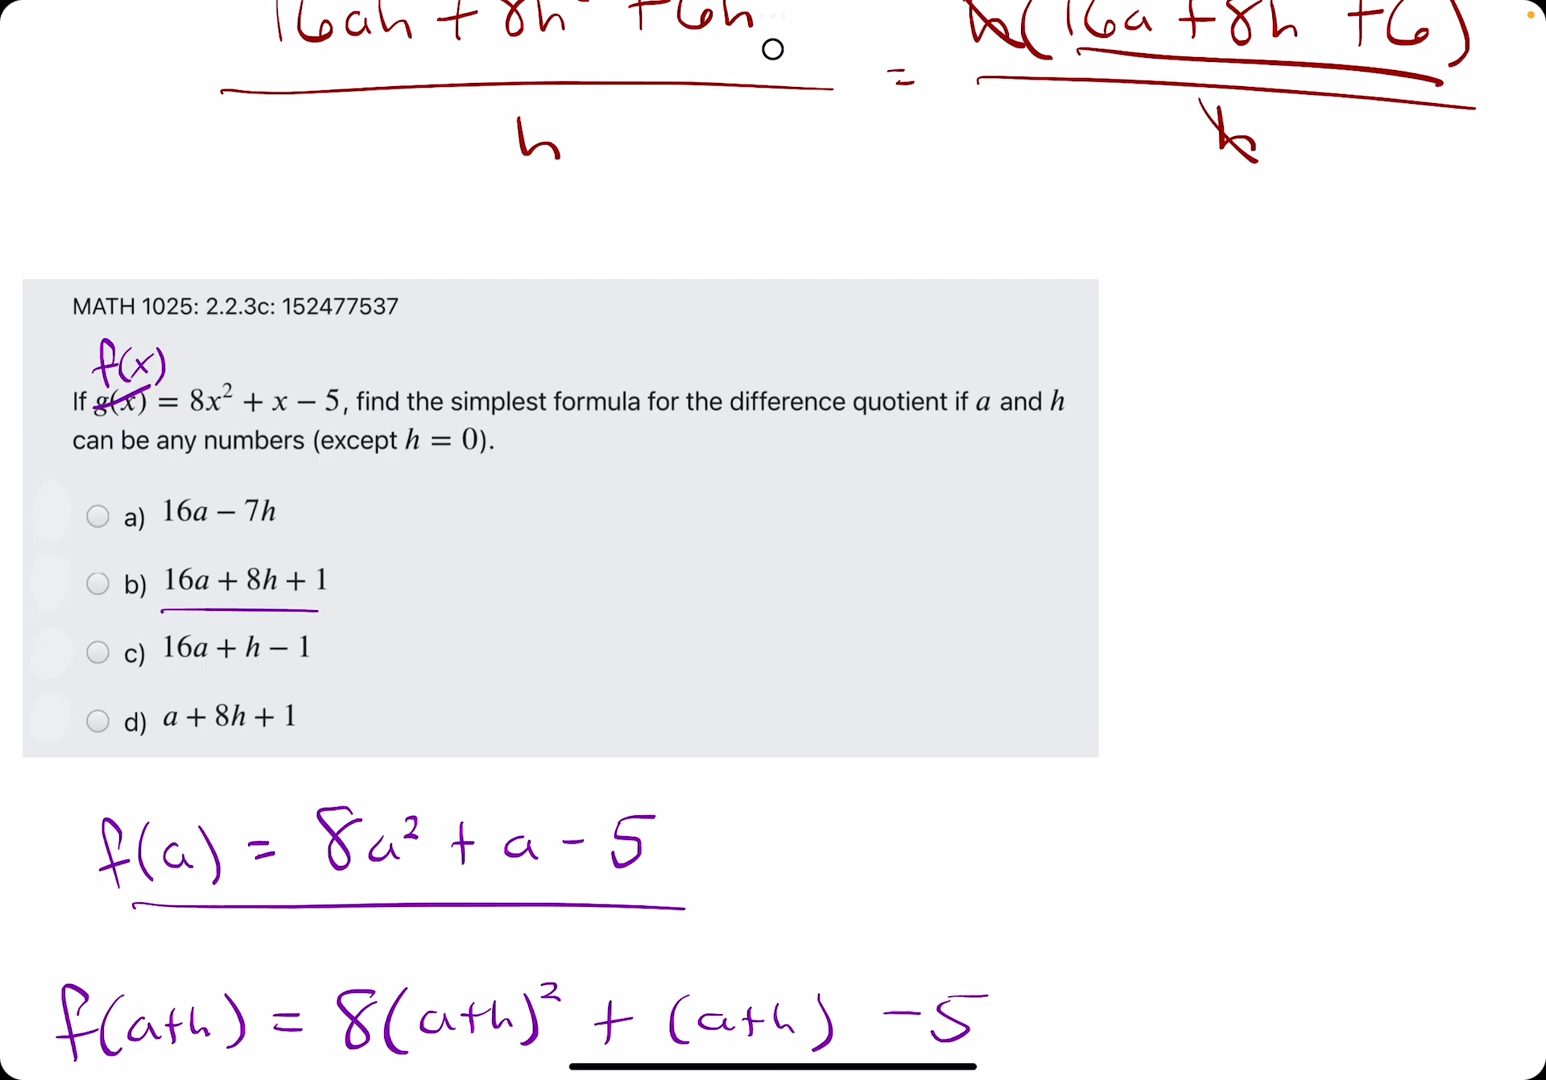 16ah + 8h² + 6h = h(16a + 8h + 6)
h h
MATH 1025: 2.2.3c: 152477537
f(x)
If g(x) = 8x² + x − 5, find the simplest formula for the difference quotient if a and h
can be any numbers (except h = 0).
a) 16a − 7h
b) 16a + 8h + 1
c) 16a + h − 1
d) a + 8h + 1
f(a) = 8a² + a - 5
f(a+h) = 8(a+h)² + (a+h) - 5